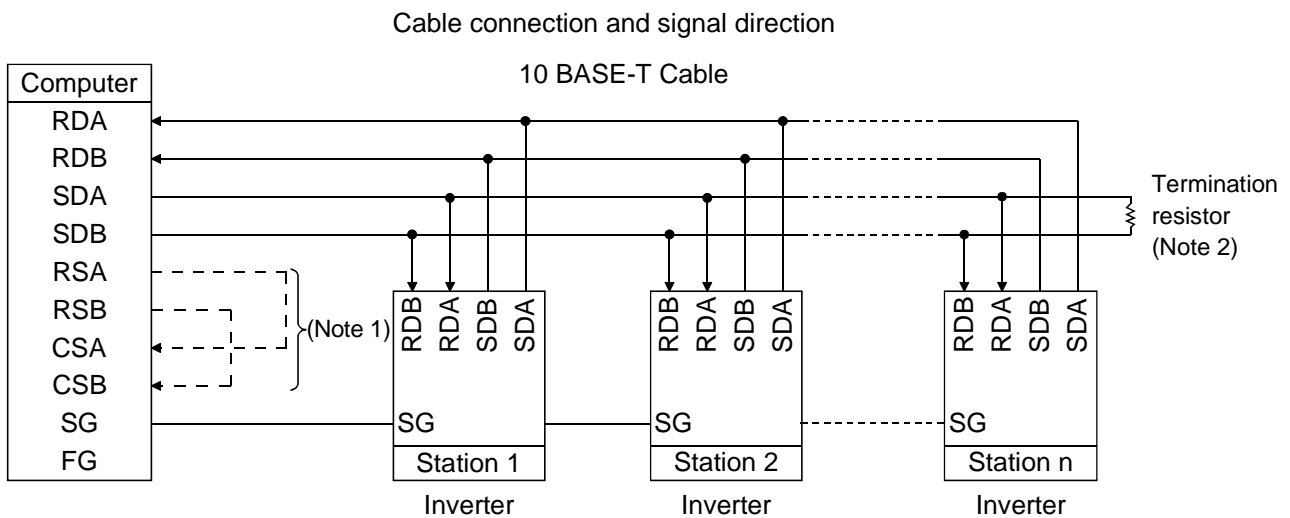 Cable connection and signal direction
10 BASE-T Cable
Computer
RDA
RDB
SDA
SDB
RSA
RSB
CSA
CSB
SG
FG
(Note 1)
RDB
RDA
SDB
SDA
SG
Station 1
Inverter
RDB
RDA
SDB
SDA
SG
Station 2
Inverter
RDB
RDA
SDB
SDA
SG
Station n
Inverter
Termination
resistor
(Note 2)